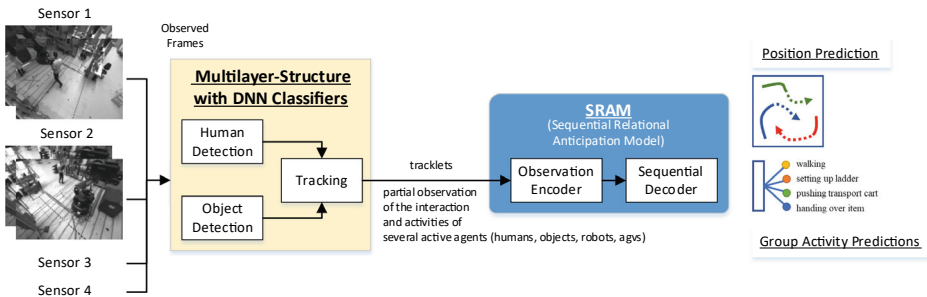 Sensor 1
Observed
Frames
Sensor 2
Sensor 3
Sensor 4
Multilayer-Structure
with DNN Classifiers
Human
Detection
Object
Detection
Tracking
tracklets
partial observation
of the interaction
and activities of
several active agents (humans, objects, robots, agvs)
SRAM
(Sequential Relational
Anticipation Model)
Observation
Encoder
Sequential
Decoder
Position Prediction
walking
setting up ladder
pushing transport cart
handing over item
Group Activity Predictions